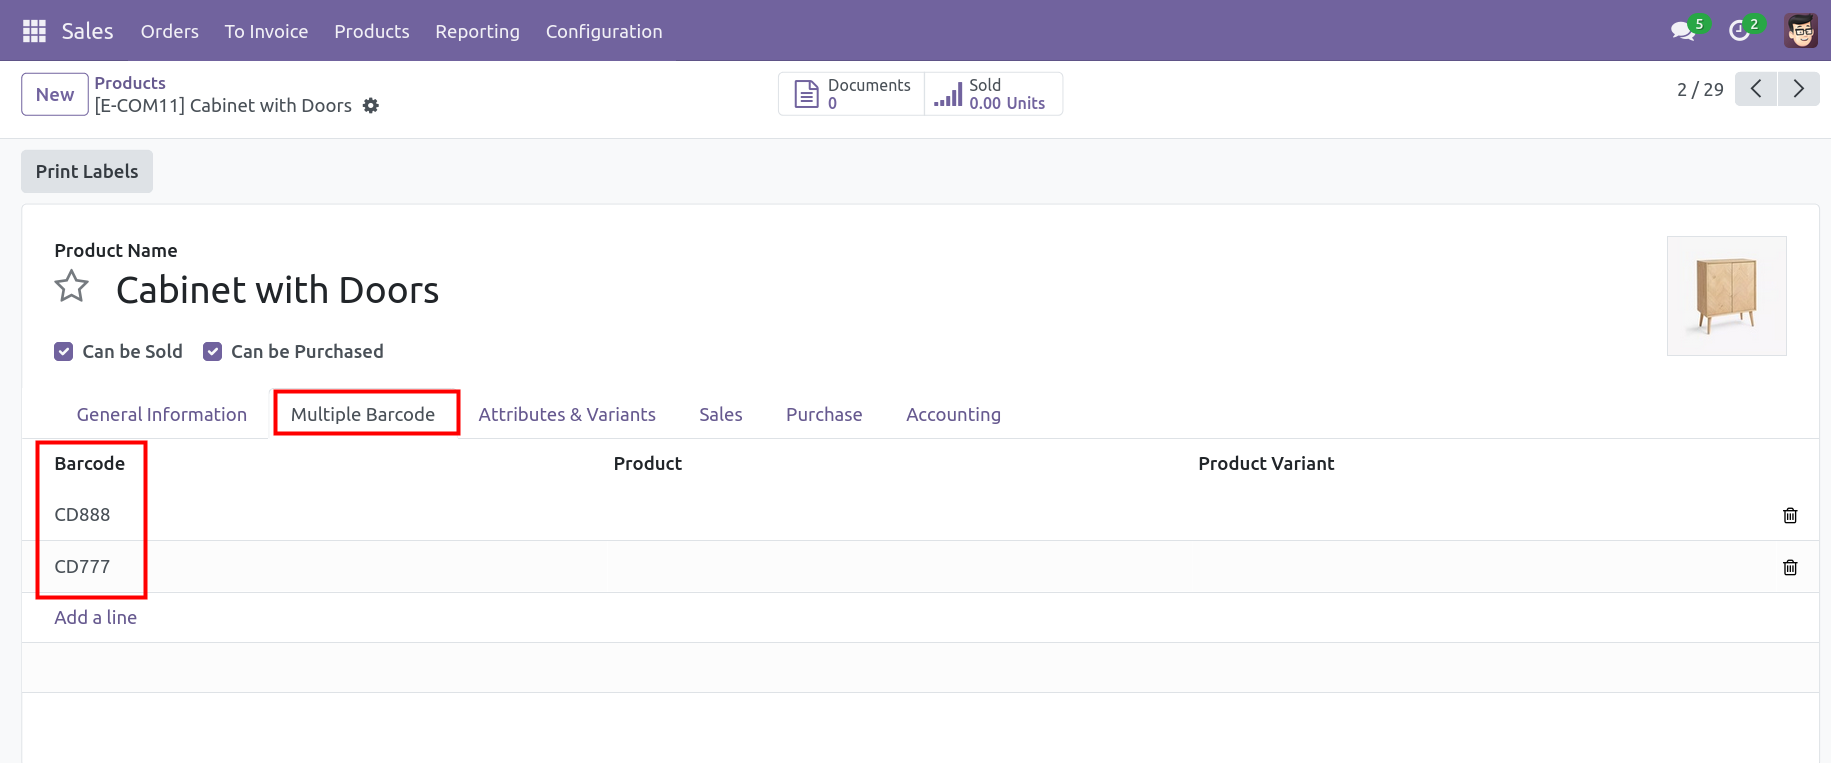 Sales Orders To Invoice Products Reporting Configuration 5 2
New Products
[E-COM11] Cabinet with Doors
Documents
0
Sold
0.00 Units
2 / 29
Print Labels
Product Name
Cabinet with Doors
Can be Sold Can be Purchased
General Information Multiple Barcode Attributes & Variants Sales Purchase Accounting
Barcode Product Product Variant
CD888
CD777
Add a line